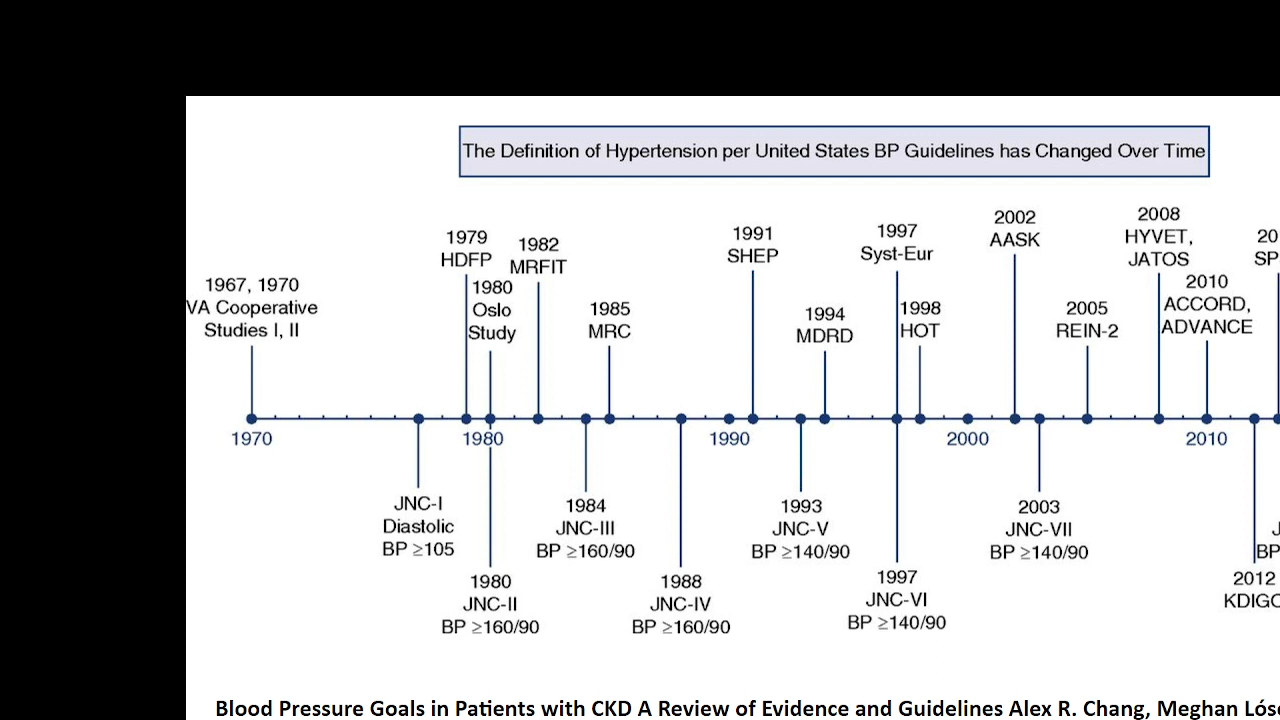 The Definition of Hypertension per United States BP Guidelines has Changed Over Time
1967, 1970
VA Cooperative
Studies I, II
1979
HDFP
1980
Oslo
Study
1982
MRFIT
1985
MRC
1991
SHEP
1994
MDRD
1997
Syst-Eur
1998
HOT
2002
AASK
2005
REIN-2
2008
HYVET,
JATOS
2010
ACCORD,
ADVANCE
20
SP
1970
1980
1990
2000
2010
JNC-I
Diastolic
BP ≥105
1980
JNC-II
BP ≥160/90
1984
JNC-III
BP ≥160/90
1988
JNC-IV
BP ≥160/90
1993
JNC-V
BP ≥140/90
1997
JNC-VI
BP ≥140/90
2003
JNC-VII
BP ≥140/90
2012
KDIGO
BP
Blood Pressure Goals in Patients with CKD A Review of Evidence and Guidelines Alex R. Chang, Meghan